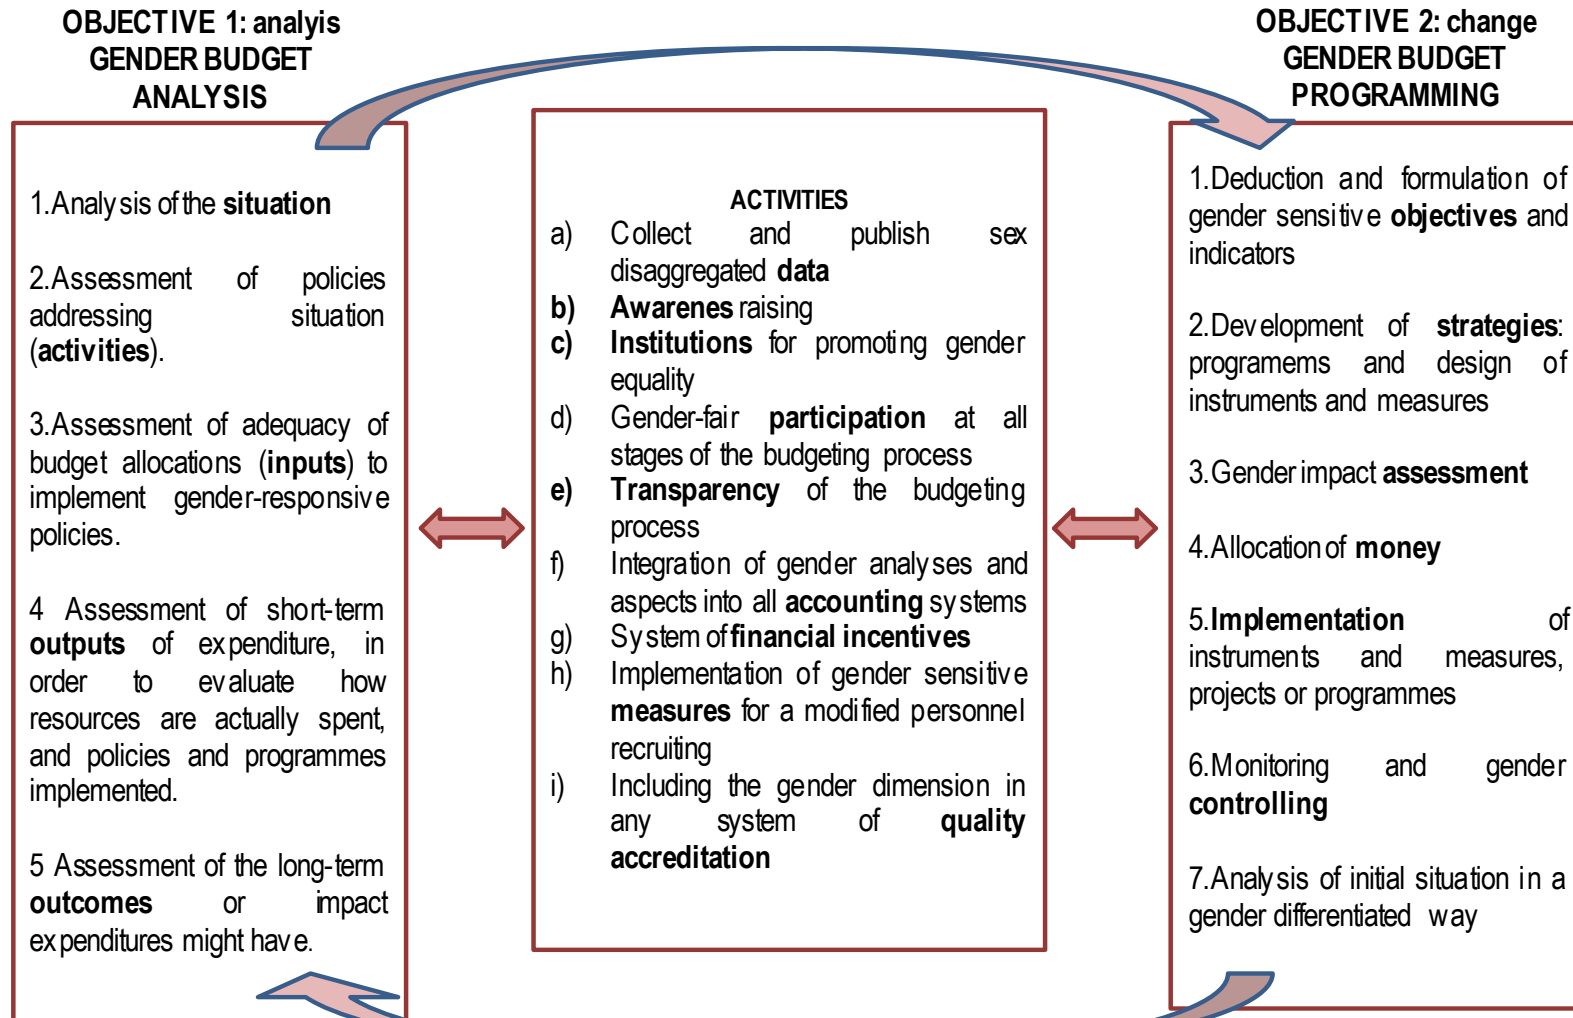 OBJECTIVE 1: analyis
GENDER BUDGET
ANALYSIS
1.Analysis of the situation
2.Assessment of policies
addressing situation
(activities).
3.Assessment of adequacy of
budget allocations (inputs) to
implement gender-responsive
policies.
4 Assessment of short-term
outputs of expenditure, in
order to evaluate how
resources are actually spent,
and policies and programmes
implemented.
5 Assessment of the long-term
outcomes or impact
expenditures might have.
ACTIVITIES
a) Collect and publish sex
disaggregated data
b) Awarenes raising
c) Institutions for promoting gender
equality
d) Gender-fair participation at all
stages of the budgeting process
e) Transparency of the budgeting
process
f) Integration of gender analyses and
aspects into all accounting systems
g) System of financial incentives
h) Implementation of gender sensitive
measures for a modified personnel
recruiting
i) Including the gender dimension in
any system of quality
accreditation
OBJECTIVE 2: change
GENDER BUDGET
PROGRAMMING
1.Deduction and formulation of
gender sensitive objectives and
indicators
2.Development of strategies:
programems and design of
instruments and measures
3.Gender impact assessment
4.Allocation of money
5.Implementation of
instruments and measures,
projects or programmes
6.Monitoring and gender
controlling
7.Analysis of initial situation in a
gender differentiated way